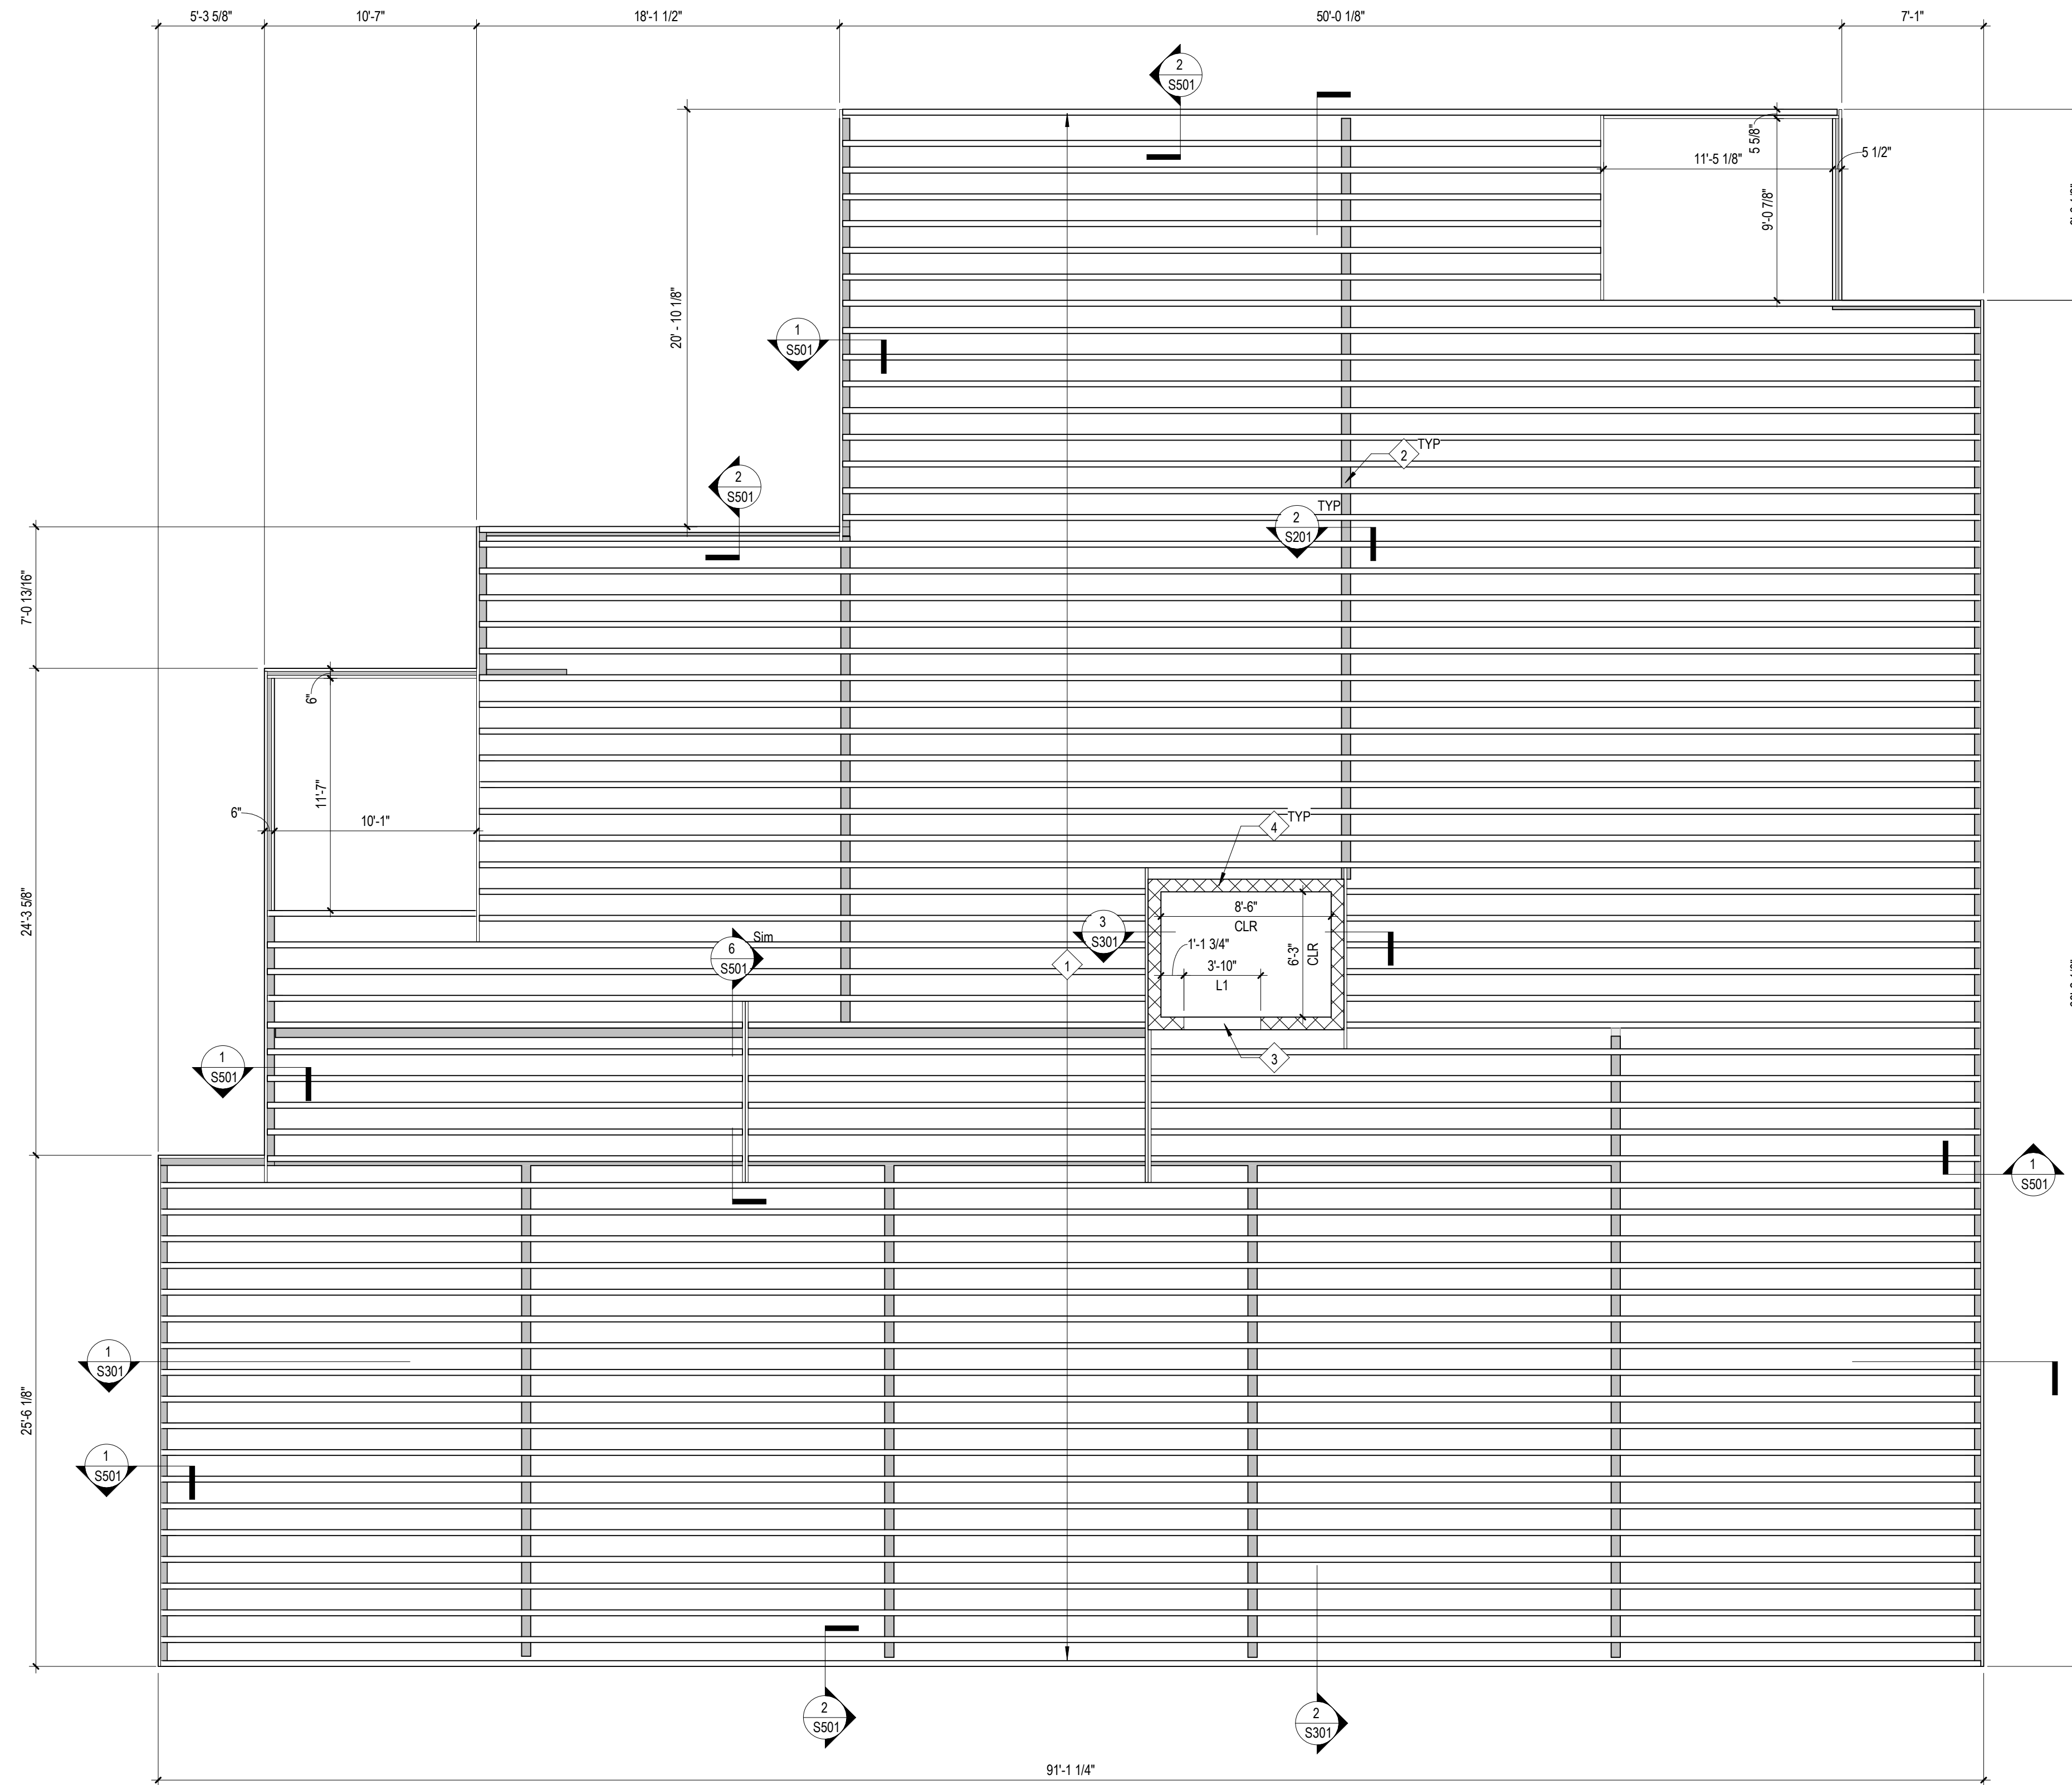 5'-3 5/8"
10'-7"
18'-1 1/2"
50'-0 1/8"
7'-1"
2
S501
5 5/8"
11'-5 1/8"
5 1/2"
9'-0 7/8"
20' - 10 1/8"
1
S501
2
TYP
2
S501
TYP
2
S201
7'-0 13/16"
6"
11'-7"
6"
10'-1"
4
TYP
24'-3 5/8"
8'-6"
CLR
3
S301
6
S501
Sim
1
1'-1 3/4"
3'-10"
L1
6'-3"
CLR
3
1
S501
1
S501
1
S301
25'-6 1/8"
1
S501
2
S501
2
S301
91'-1 1/4"